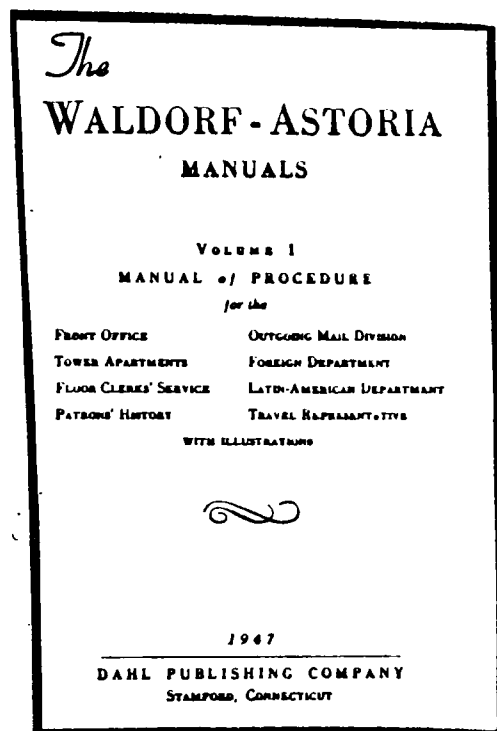 The
WALDORF - ASTORIA
MANUALS
VOLUME 1
MANUAL of PROCEDURE
for the
FRONT OFFICE
TOWER APARTMENTS
FLOOR CLERKS' SERVICE
PATRONS' HISTORY
OUTGOING MAIL DIVISION
FOREIGN DEPARTMENT
LATIN-AMERICAN DEPARTMENT
TRAVEL REPRESENTATIVE
WITH ILLUSTRATIONS
1947
DAHL PUBLISHING COMPANY
STAMFORD, CONNECTICUT